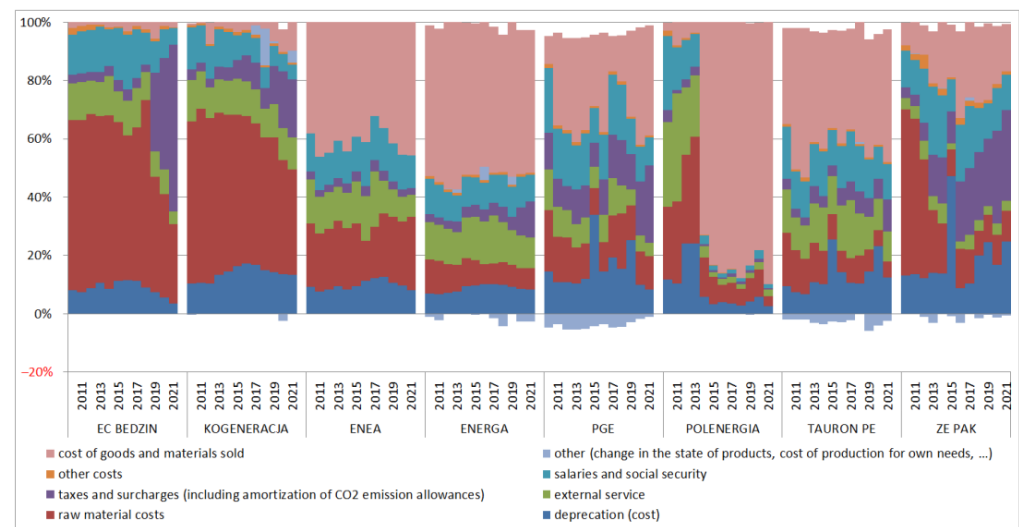 100%
80%
60%
40%
20%
0%
−20%
2011 2013 2015 2017 2019 2021 2011 2013 2015 2017 2019 2021 2011 2013 2015 2017 2019 2021 2011 2013 2015 2017 2019 2021 2011 2013 2015 2017 2019 2021 2011 2013 2015 2017 2019 2021 2011 2013 2015 2017 2019 2021 2011 2013 2015 2017 2019 2021
EC BEDZIN KOGENERACJA ENEA ENERGA PGE POLENERGIA TAURON PE ZE PAK
cost of goods and materials sold other (change in the state of products, cost of production for own needs, ...)
other costs salaries and social security
taxes and surcharges (including amortization of CO2 emission allowances) external service
raw material costs deprecation (cost)